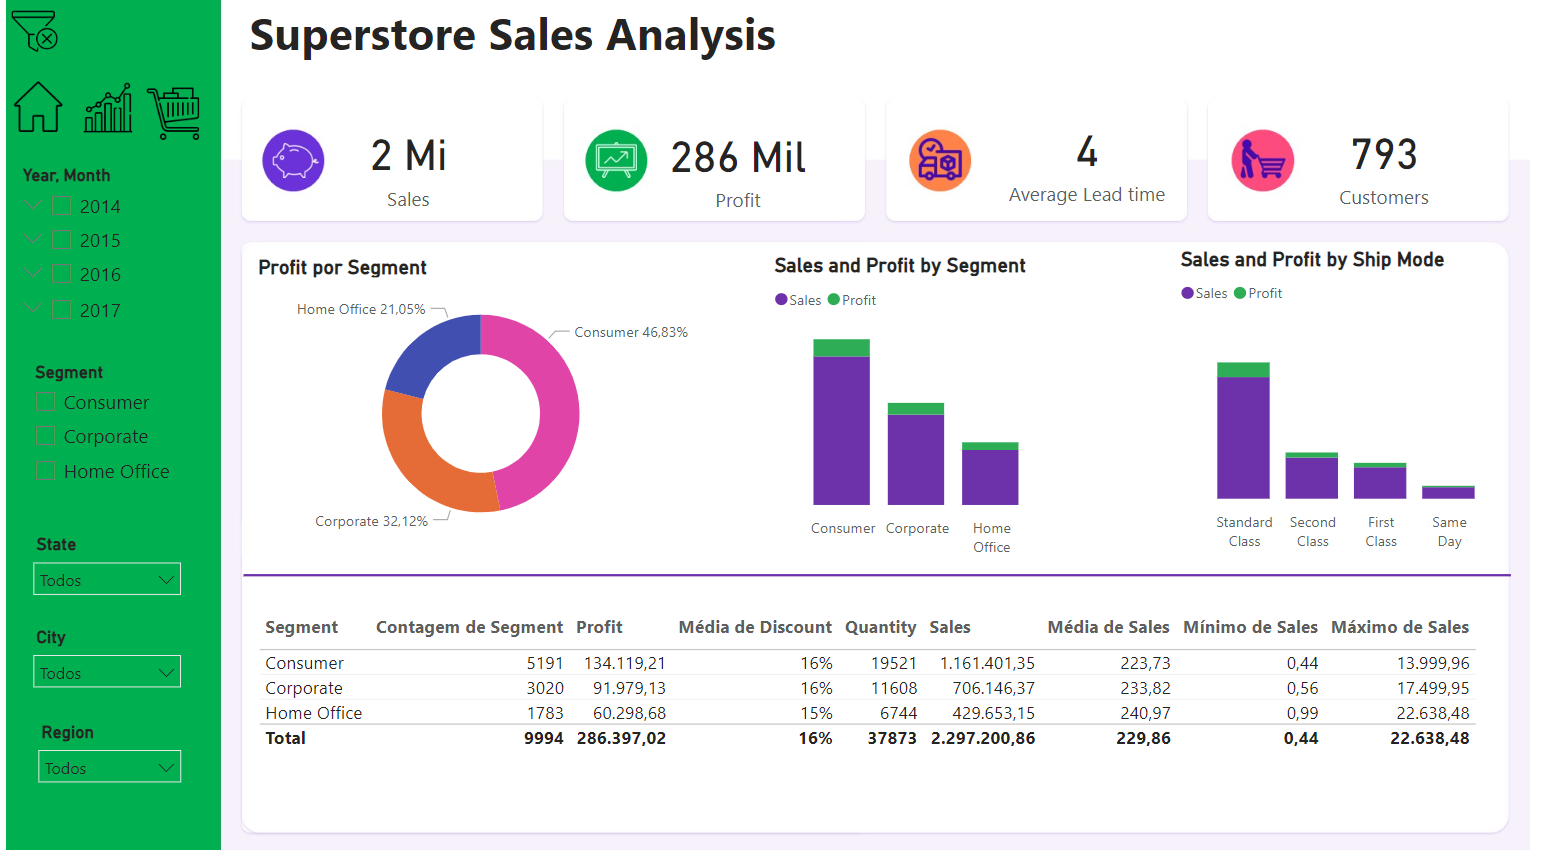 Superstore Sales Analysis
Year, Month
2014
2015
2016
2017
Segment
Consumer
Corporate
Home Office
State
Todos
City
Todos
Region
Todos
2 Mi
Sales
286 Mil
Profit
4
Average Lead time
793
Customers
Profit por Segment
Home Office 21,05%
Consumer 46,83%
Corporate 32,12%
Sales and Profit by Segment
Sales Profit
Consumer Corporate Home Office
Sales and Profit by Ship Mode
Sales Profit
Standard Class Second Class First Class Same Day
Segment Contagem de Segment Profit Média de Discount Quantity Sales Média de Sales Mínimo de Sales Máximo de Sales
Consumer 5191 134.119,21 16% 19521 1.161.401,35 223,73 0,44 13.999,96
Corporate 3020 91.979,13 16% 11608 706.146,37 233,82 0,56 17.499,95
Home Office 1783 60.298,68 15% 6744 429.653,15 240,97 0,99 22.638,48
Total 9994 286.397,02 16% 37873 2.297.200,86 229,86 0,44 22.638,48